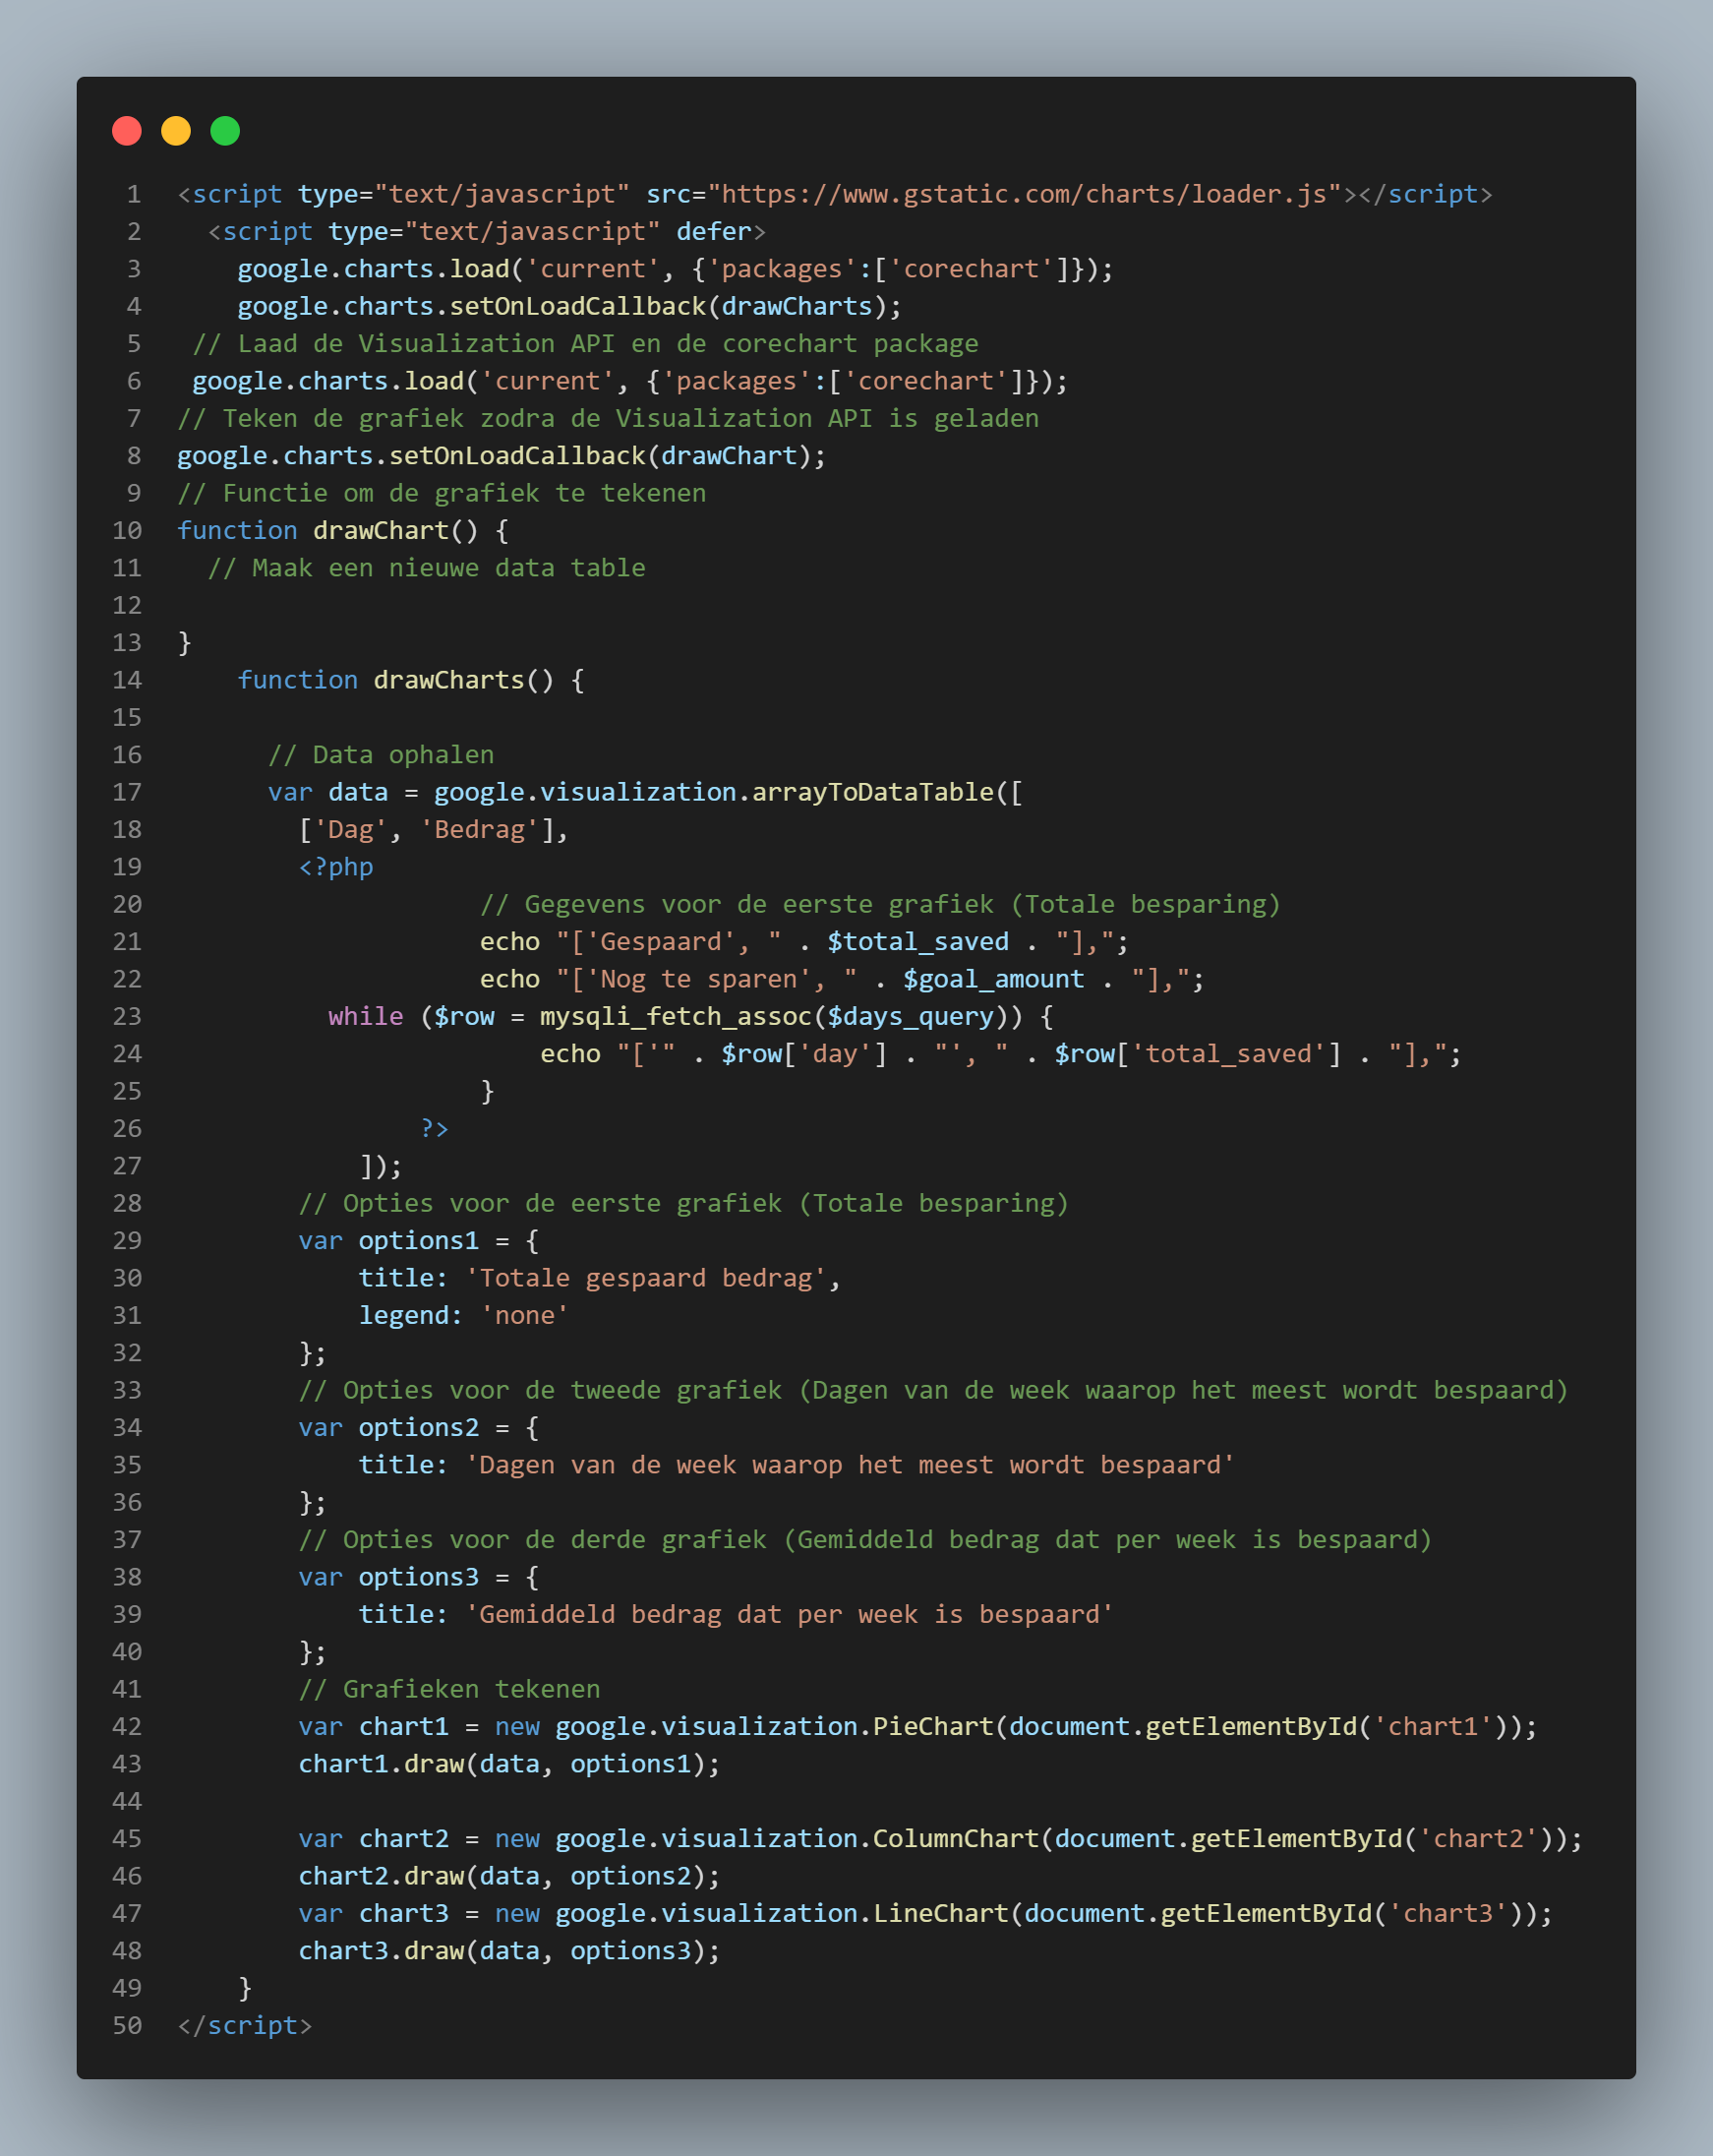 1 <script type="text/javascript" src="https://www.gstatic.com/charts/loader.js"></script>
2   <script type="text/javascript" defer>
3     google.charts.load('current', {'packages':['corechart']});
4     google.charts.setOnLoadCallback(drawCharts);
5  // Laad de Visualization API en de corechart package
6  google.charts.load('current', {'packages':['corechart']});
7 // Teken de grafiek zodra de Visualization API is geladen
8 google.charts.setOnLoadCallback(drawChart);
9 // Functie om de grafiek te tekenen
10 function drawChart() {
11   // Maak een nieuwe data table
12
13 }
14     function drawCharts() {
15
16       // Data ophalen
17       var data = google.visualization.arrayToDataTable([
18         ['Dag', 'Bedrag'],
19         <?php
20                     // Gegevens voor de eerste grafiek (Totale besparing)
21                     echo "['Gespaard', " . $total_saved . "],";
22                     echo "['Nog te sparen', " . $goal_amount . "],";
23           while ($row = mysqli_fetch_assoc($days_query)) {
24                         echo "['" . $row['day'] . "', " . $row['total_saved'] . "],";
25                     }
26                 ?>
27             ]);
28         // Opties voor de eerste grafiek (Totale besparing)
29         var options1 = {
30             title: 'Totale gespaard bedrag',
31             legend: 'none'
32         };
33         // Opties voor de tweede grafiek (Dagen van de week waarop het meest wordt bespaard)
34         var options2 = {
35             title: 'Dagen van de week waarop het meest wordt bespaard'
36         };
37         // Opties voor de derde grafiek (Gemiddeld bedrag dat per week is bespaard)
38         var options3 = {
39             title: 'Gemiddeld bedrag dat per week is bespaard'
40         };
41         // Grafieken tekenen
42         var chart1 = new google.visualization.PieChart(document.getElementById('chart1'));
43         chart1.draw(data, options1);
44
45         var chart2 = new google.visualization.ColumnChart(document.getElementById('chart2'));
46         chart2.draw(data, options2);
47         var chart3 = new google.visualization.LineChart(document.getElementById('chart3'));
48         chart3.draw(data, options3);
49     }
50 </script>